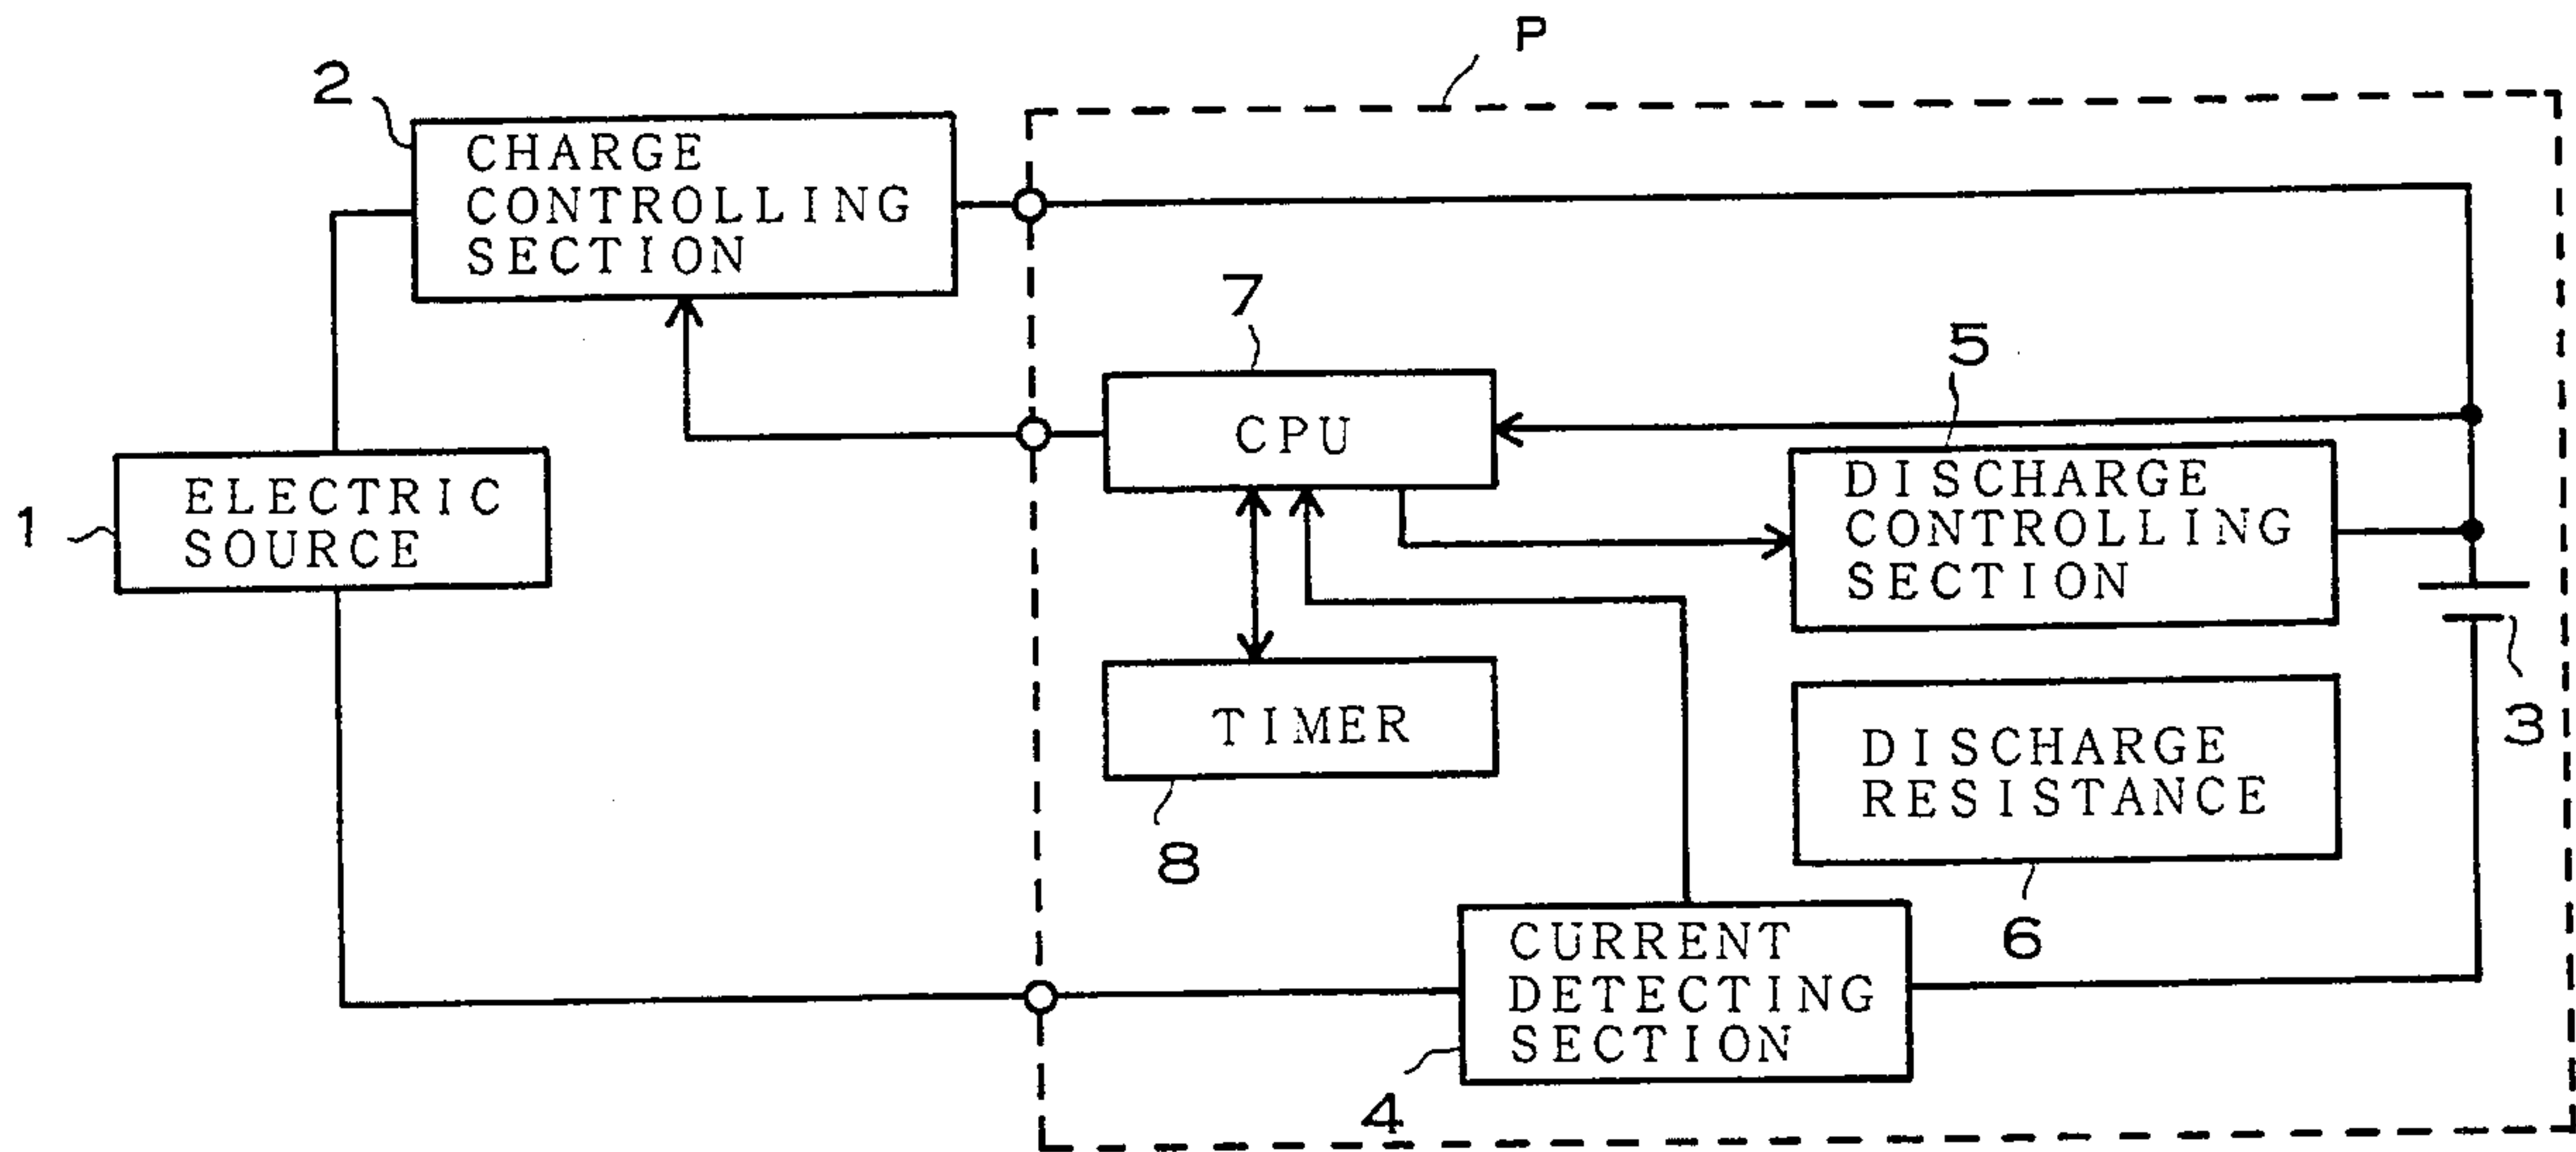 P
2
CHARGE
CONTROLLING
SECTION
7
CPU
5
DISCHARGE
CONTROLLING
SECTION
1
ELECTRIC
SOURCE
3
TIMER
8
DISCHARGE
RESISTANCE
6
CURRENT
DETECTING
SECTION
4